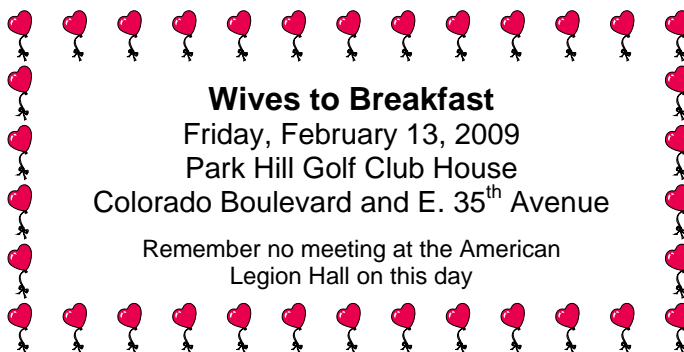 Wives to Breakfast
Friday, February 13, 2009
Park Hill Golf Club House
Colorado Boulevard and E. 35th Avenue
Remember no meeting at the American
Legion Hall on this day